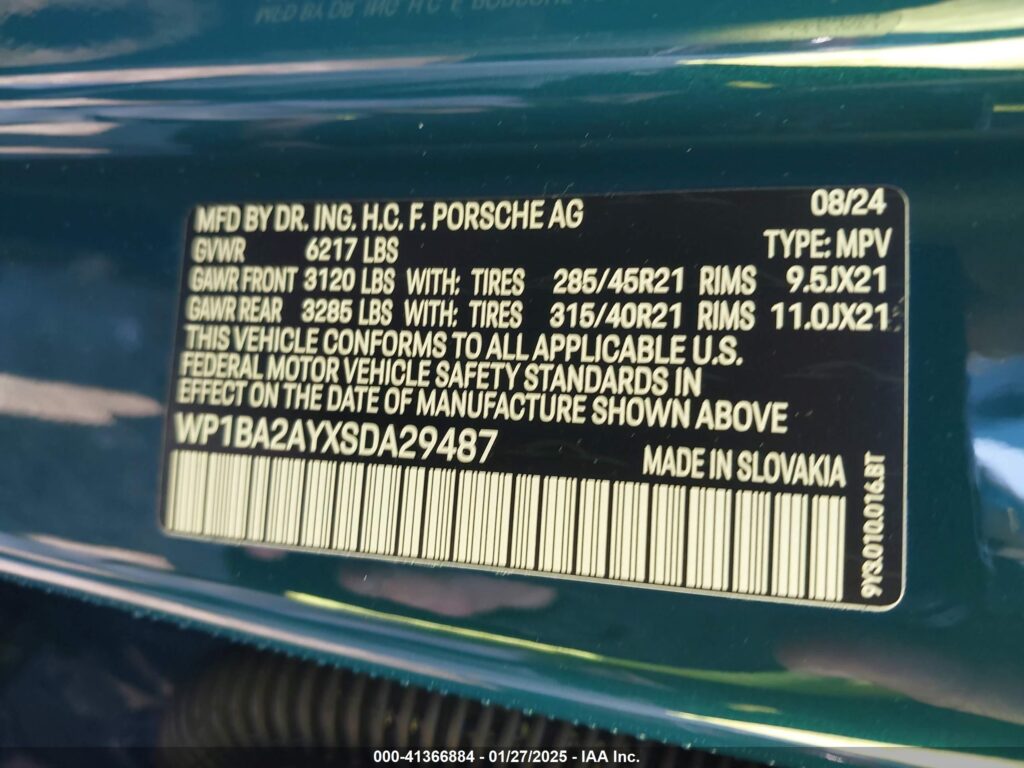 MFD BY DR. ING. H.C. F. PORSCHE AG 08/24
GVWR 6217 LBS TYPE: MPV
GAWR FRONT 3120 LBS WITH: TIRES 285/45R21 RIMS 9.5JX21
GAWR REAR 3285 LBS WITH: TIRES 315/40R21 RIMS 11.0JX21
THIS VEHICLE CONFORMS TO ALL APPLICABLE U.S.
FEDERAL MOTOR VEHICLE SAFETY STANDARDS IN
EFFECT ON THE DATE OF MANUFACTURE SHOWN ABOVE
WP1BA2AYXSDA29487
MADE IN SLOVAKIA
9Y3.010.016.BT
000-41366884 - 01/27/2025 - IAA Inc.